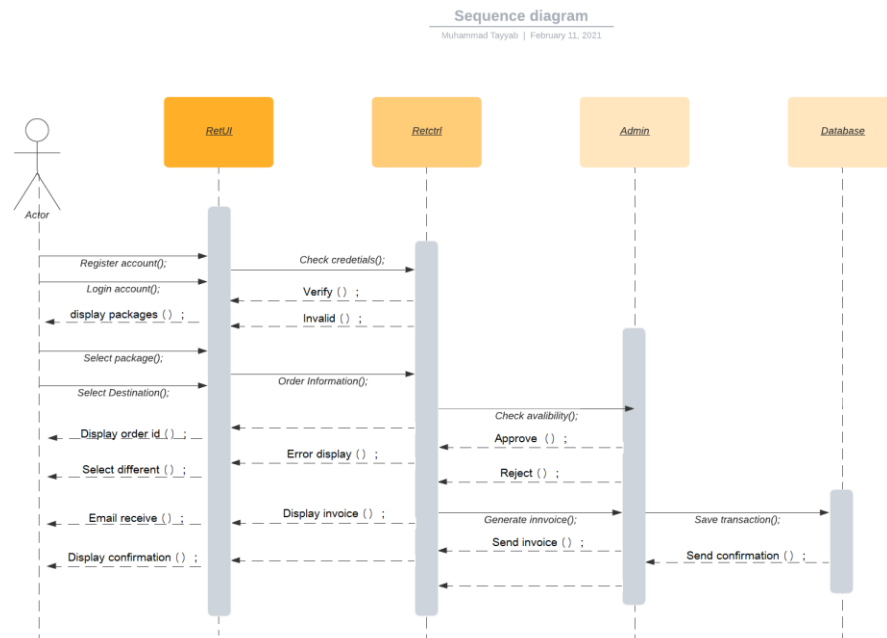 Sequence diagram
Muhammad Tayyab | February 11, 2021
RetUI
Retctrl
Admin
Database
Actor
Register account();
Check credetials();
Login account();
Verify () ;
display packages () ;
Invalid () ;
Select package();
Order Information();
Select Destination();
Check avalibility();
Display order id () ;
Approve () ;
Error display () ;
Select different () ;
Reject () ;
Email receive () ;
Display invoice () ;
Generate innvoice();
Save transaction();
Send invoice () ;
Display confirmation () ;
Send confirmation () ;